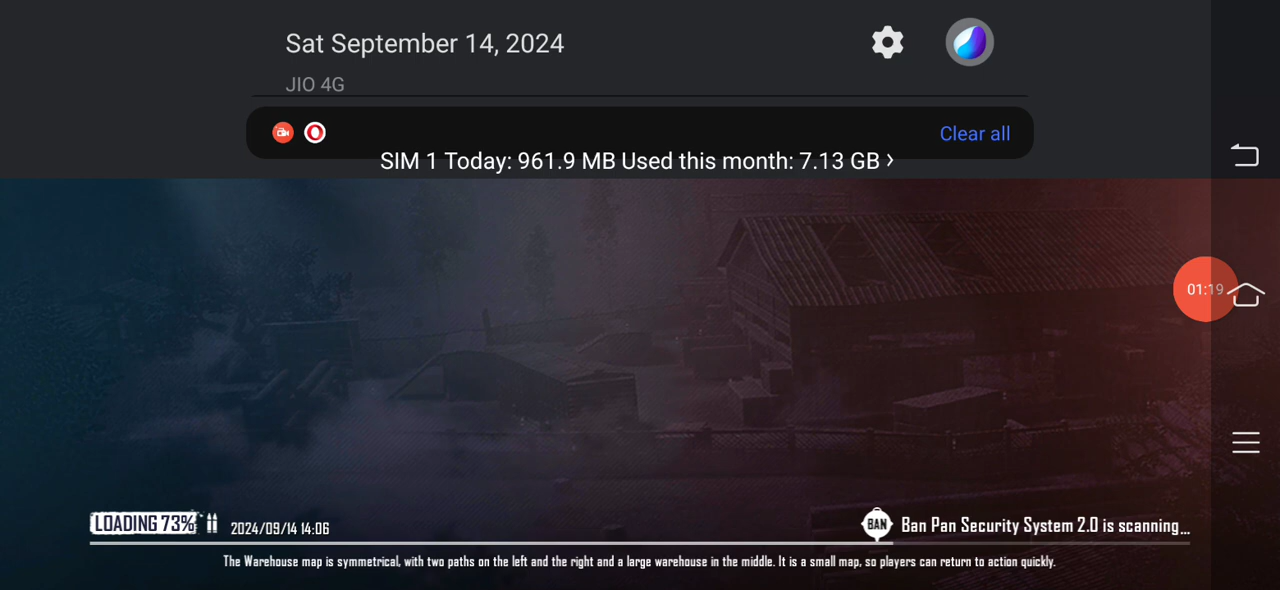 Sat September 14, 2024
JIO 4G
Clear all
SIM 1 Today: 961.9 MB Used this month: 7.13 GB ›
01:19
LOADING 73%
2024/09/14 14:06
BAN
Ban Pan Security System 2.0 is scanning...
The Warehouse map is symmetrical, with two paths on the left and the right and a large warehouse in the middle. It is a small map, so players can return to action quickly.